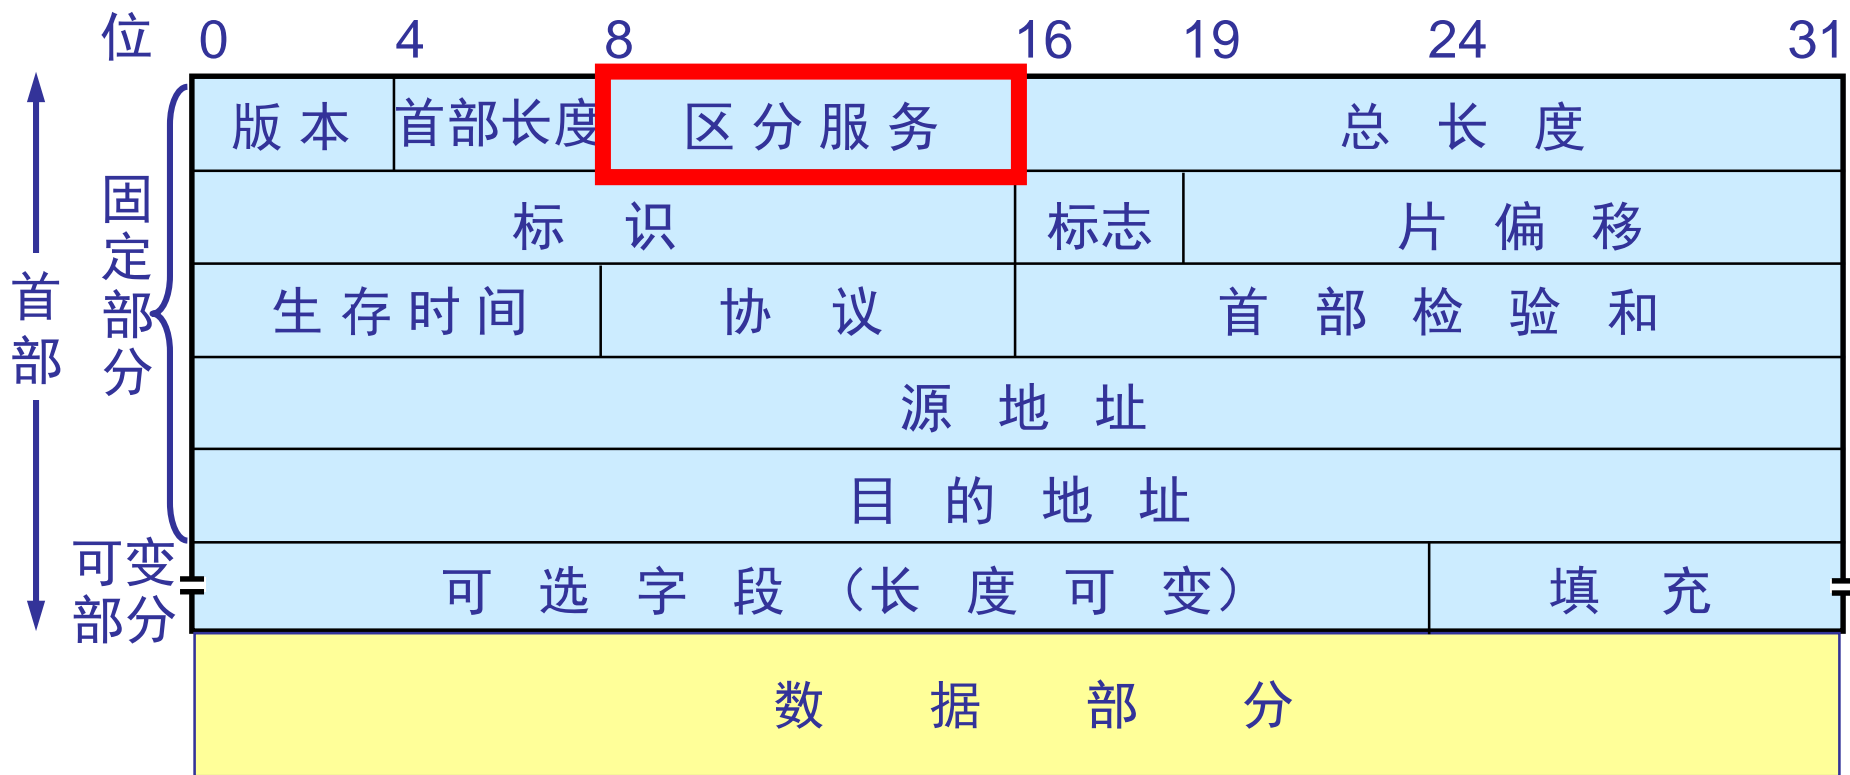 位 0 4 8 16 19 24 31
版本 首部长度 区分服务 总长度
标识 标志 片偏移
生存时间 协议 首部检验和
源地址
目的地址
可选字段（长度可变） 填充
数据部分
首部
固定部分
可变
部分